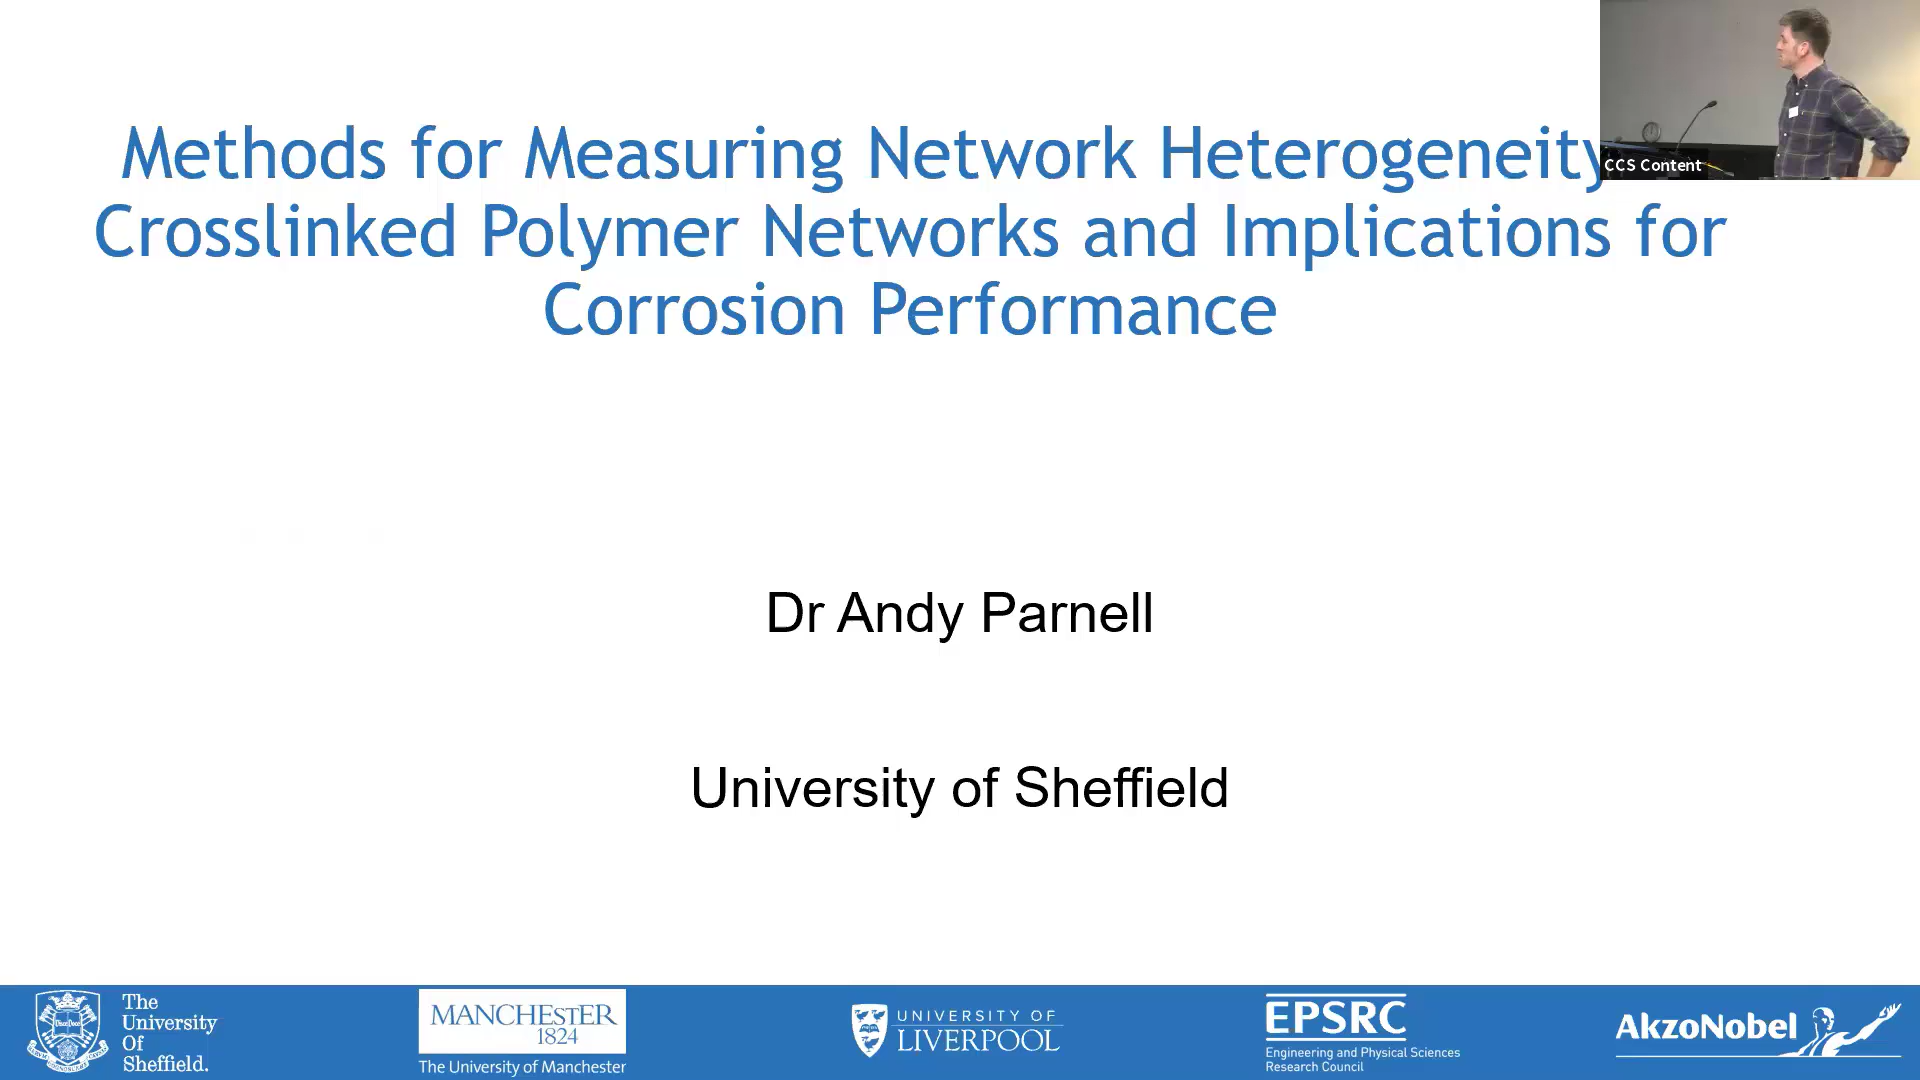 Methods for Measuring Network Heterogeneity
Crosslinked Polymer Networks and Implications for
Corrosion Performance
CCS Content
Dr Andy Parnell
University of Sheffield
The
University
Of
Sheffield.
MANCHESTER
1824
The University of Manchester
UNIVERSITY OF
LIVERPOOL
EPSRC
Engineering and Physical Sciences
Research Council
AkzoNobel